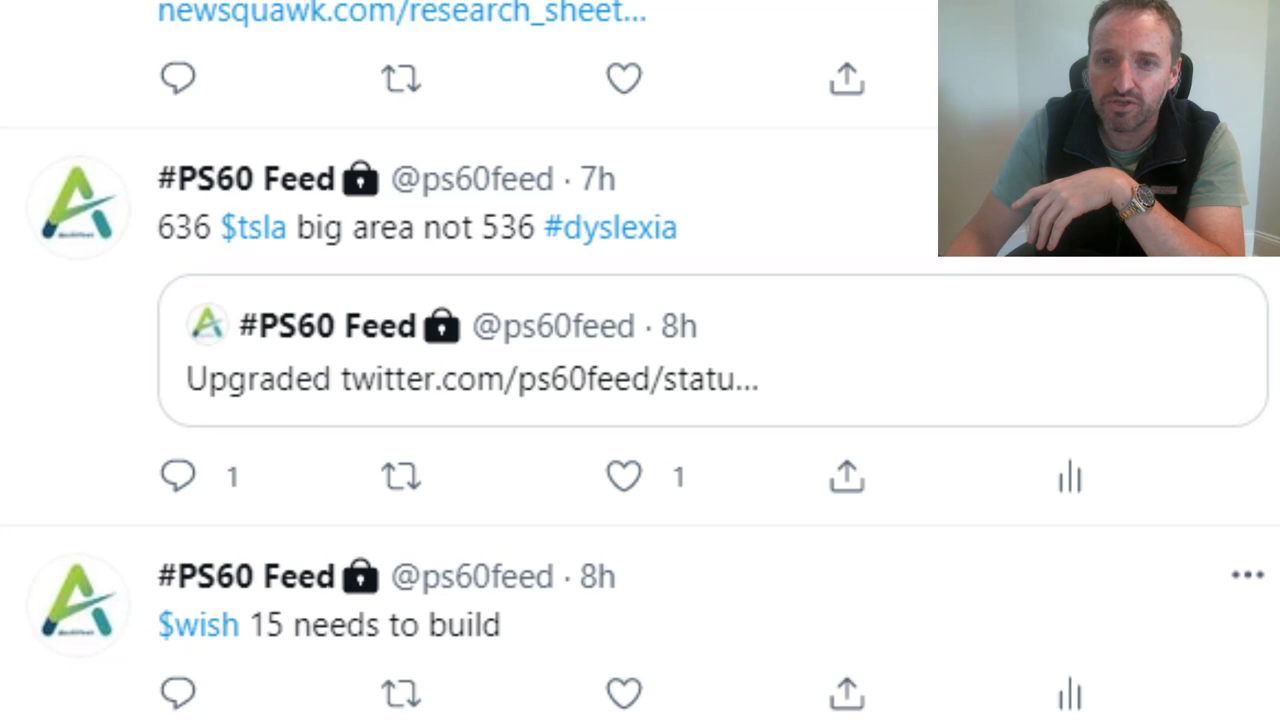 newsquawk.com/research_sheet...
#PS60 Feed @ps60feed · 7h
636 $tsla big area not 536 #dyslexia
#PS60 Feed @ps60feed · 8h
Upgraded twitter.com/ps60feed/statu...
1 1
#PS60 Feed @ps60feed · 8h
$wish 15 needs to build